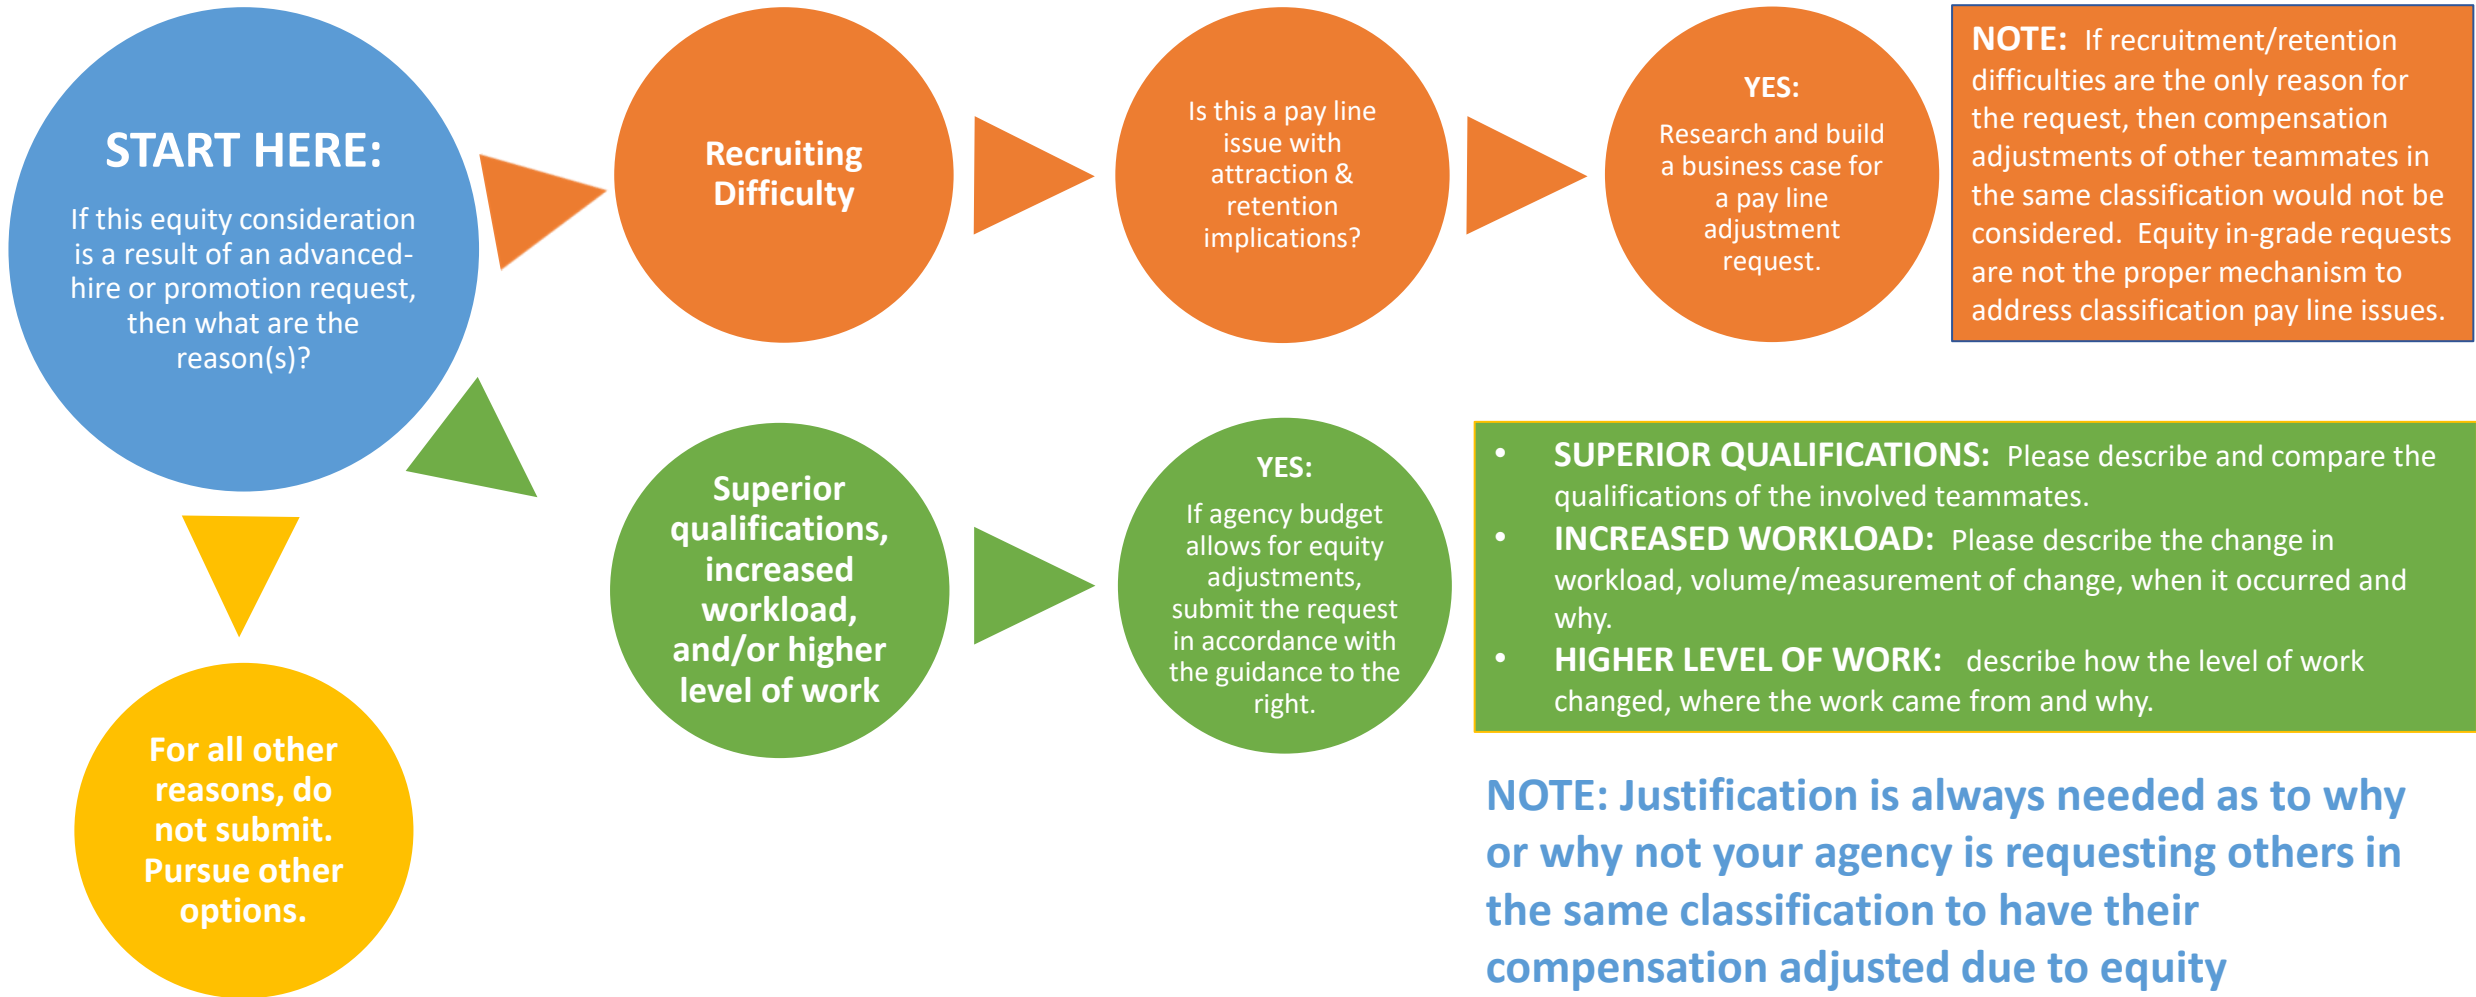 START HERE:
If this equity consideration
is a result of an advanced-
hire or promotion request,
then what are the
reason(s)?
Recruiting
Difficulty
Is this a pay line
issue with
attraction &
retention
implications?
YES:
Research and build
a business case for
a pay line
adjustment
request.
NOTE: If recruitment/retention
difficulties are the only reason for
the request, then compensation
adjustments of other teammates in
the same classification would not be
considered. Equity in-grade requests
are not the proper mechanism to
address classification pay line issues.
Superior
qualifications,
increased
workload,
and/or higher
level of work
YES:
If agency budget
allows for equity
adjustments,
submit the request
in accordance with
the guidance to the
right.
• SUPERIOR QUALIFICATIONS: Please describe and compare the
qualifications of the involved teammates.
• INCREASED WORKLOAD: Please describe the change in
workload, volume/measurement of change, when it occurred and
why.
• HIGHER LEVEL OF WORK: describe how the level of work
changed, where the work came from and why.
For all other
reasons, do
not submit.
Pursue other
options.
NOTE: Justification is always needed as to why
or why not your agency is requesting others in
the same classification to have their
compensation adjusted due to equity